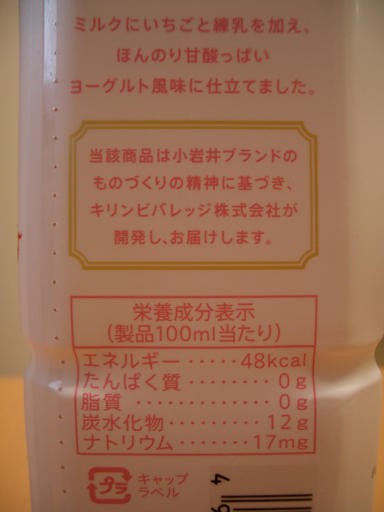 ミルクにいちごと練乳を加え、
ほんのり甘酸っぱい
ヨーグルト風味に仕立てました。
当該商品は小岩井ブランドの
ものづくりの精神に基づき、
キリンビバレッジ株式会社が
開発し、お届けします。
栄養成分表示
(製品100ml当たり)
エネルギー・・・・・・48kcal
たんぱく質・・・・・・・・0g
脂質・・・・・・・・・・・・・0g
炭水化物・・・・・・・・・12g
ナトリウム・・・・・・・17mg
プラ
キャップ
ラベル
4